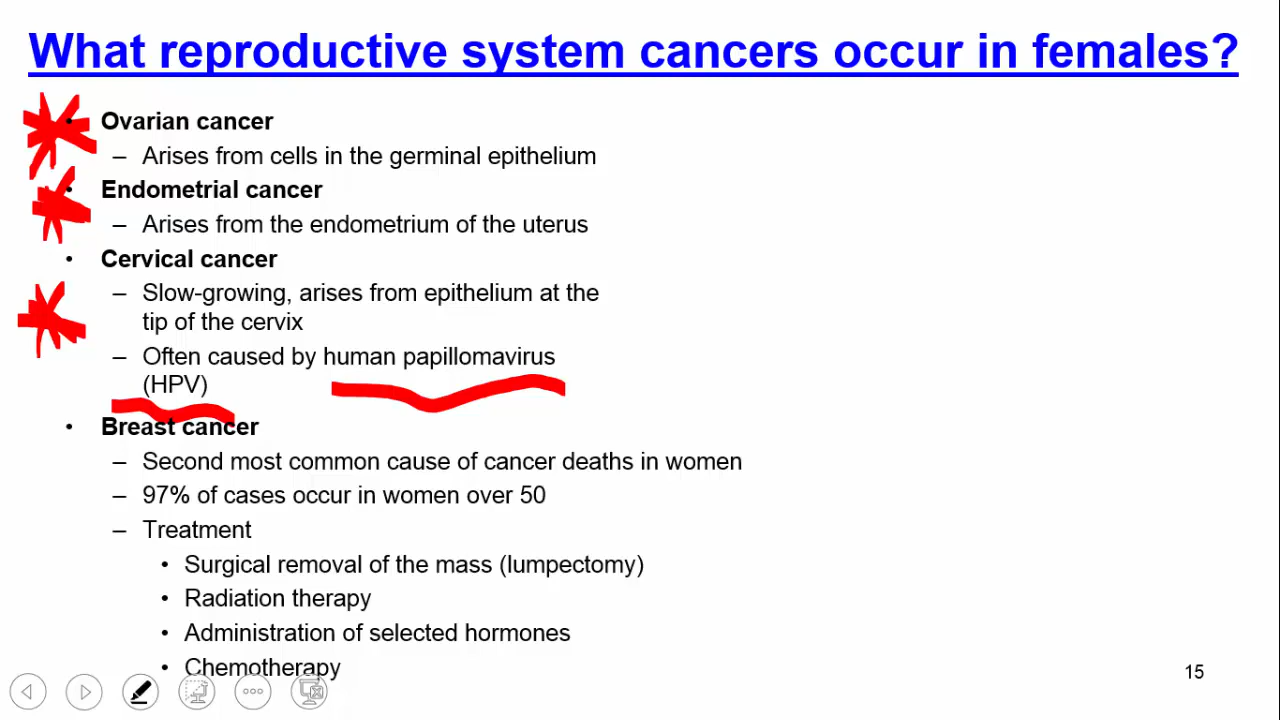 What reproductive system cancers occur in females?
• Ovarian cancer
– Arises from cells in the germinal epithelium
• Endometrial cancer
– Arises from the endometrium of the uterus
• Cervical cancer
– Slow-growing, arises from epithelium at the
tip of the cervix
– Often caused by human papillomavirus
(HPV)
• Breast cancer
– Second most common cause of cancer deaths in women
– 97% of cases occur in women over 50
– Treatment
• Surgical removal of the mass (lumpectomy)
• Radiation therapy
• Administration of selected hormones
• Chemotherapy
15